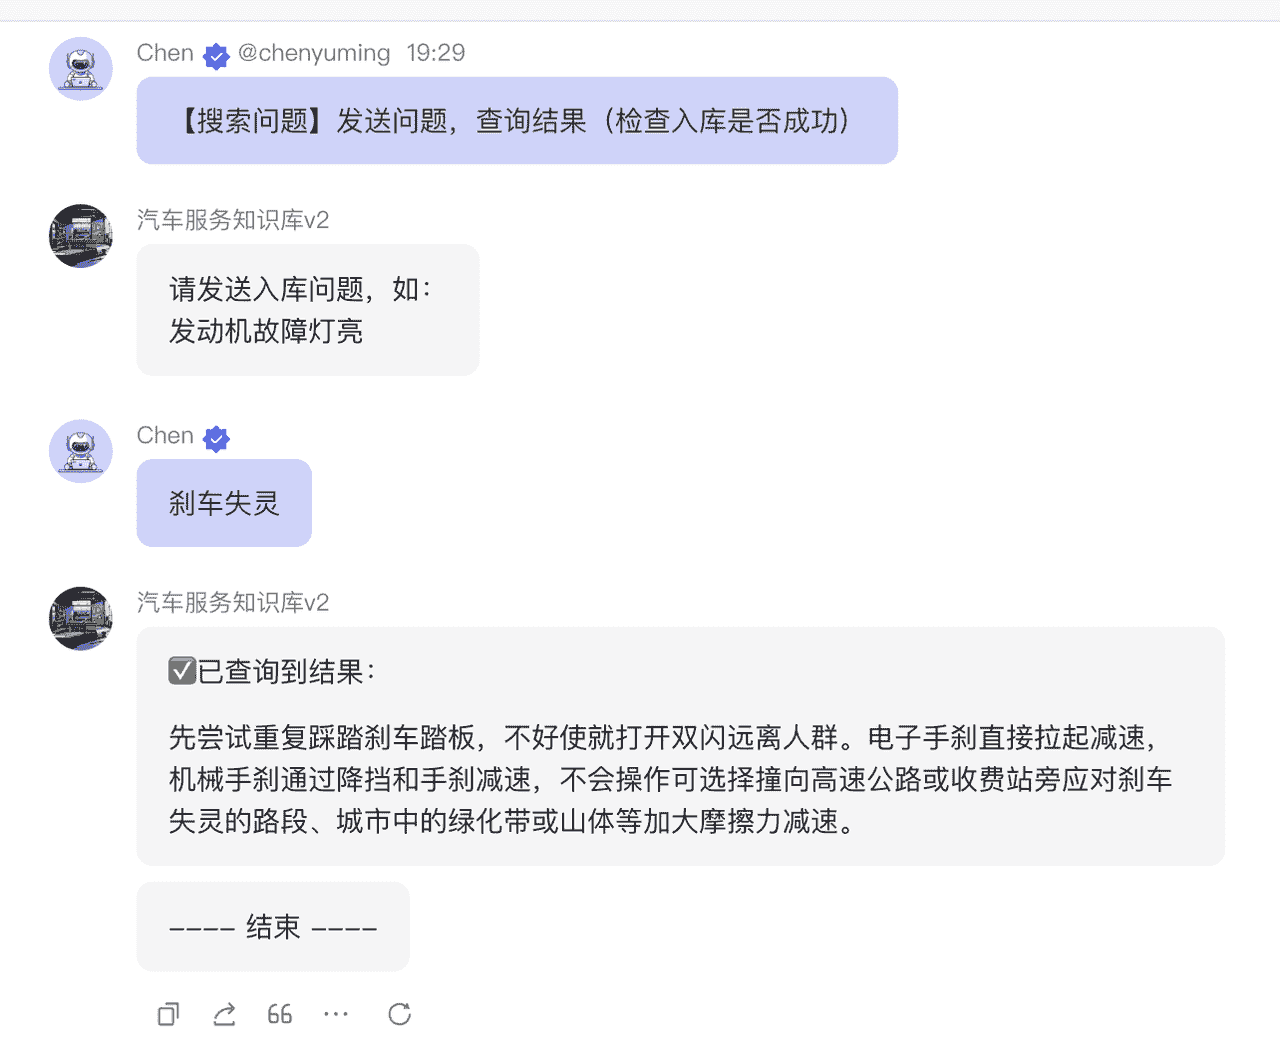 Chen @chenyuming 19:29
【搜索问题】发送问题，查询结果（检查入库是否成功）
汽车服务知识库v2
请发送入库问题，如：
发动机故障灯亮
Chen
刹车失灵
汽车服务知识库v2
☑已查询到结果：
先尝试重复踩踏刹车踏板，不好使就打开双闪远离人群。电子手刹直接拉起减速，
机械手刹通过降挡和手刹减速，不会操作可选择撞向高速公路或收费站旁应对刹车
失灵的路段、城市中的绿化带或山体等加大摩擦力减速。
---- 结束 ----